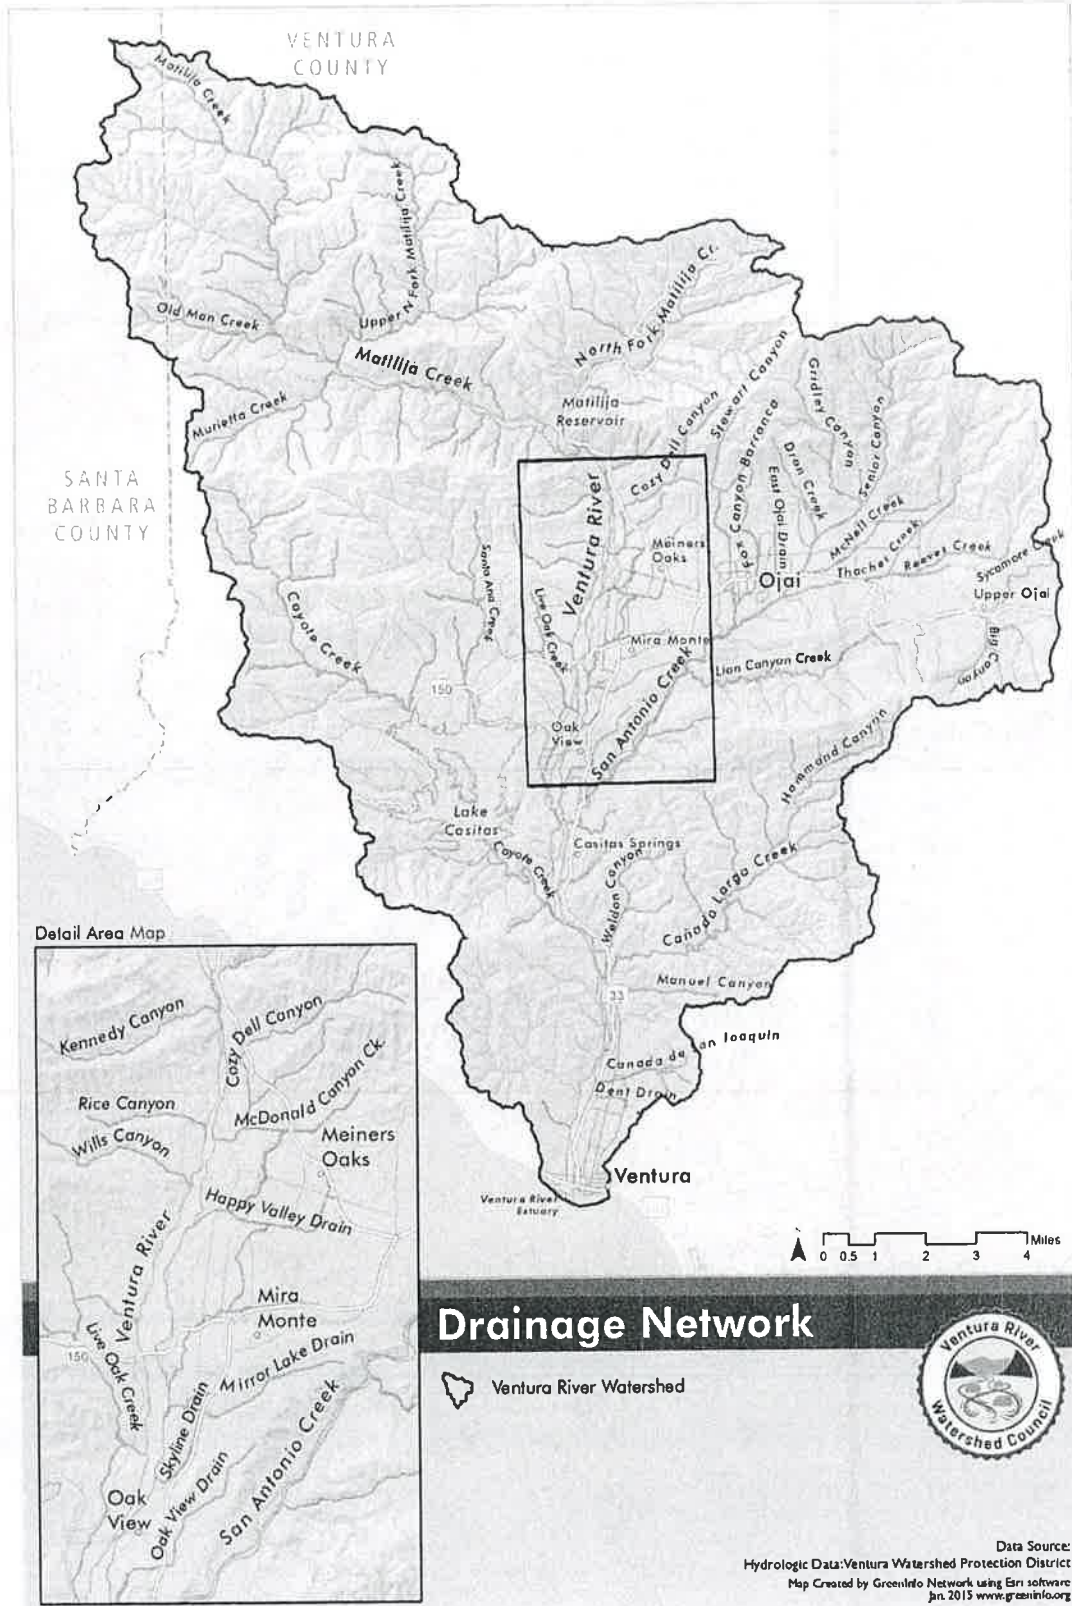 VENTURA
COUNTY
Matilija Creek
Upper N Fork Matilija Creek
North Fork Matilija Cr.
Old Man Creek
Matilija Creek
Murietta Creek
Matilija
Reservoir
Cozy Dell Canyon
Stewart Canyon
Fox Canyon Barranca
Gridley Canyon
Senior Canyon
Dron Creek
East Ojai Drain
McNell Creek
Thacher Creek
Reeves Creek
Sycamore Creek
Upper Ojai
Big Canyon
SANTA
BARBARA
COUNTY
Ventura River
Meiners
Oaks
Ojai
Santa Ana Creek
Live Oak Creek
Coyote Creek
Mira Monte
Lion Canyon Creek
150
Oak
View
San Antonio Creek
Hammond Canyon
Lake
Casitas
Coyote Creek
Casitas Springs
Weldon Canyon
Cañada Larga Creek
Manuel Canyon
33
Canada de San Joaquin
Dent Drain
Ventura
Ventura River
Estuary
Detail Area Map
Kennedy Canyon
Cozy Dell Canyon
Rice Canyon
McDonald Canyon Ck.
Wills Canyon
Meiners
Oaks
Happy Valley Drain
Ventura River
Mira
Monte
150
Live Oak Creek
Mirror Lake Drain
Skyline Drain
San Antonio Creek
Oak
View
Oak View Drain
0 0.5 1 2 3 4 Miles
Drainage Network
Ventura River Watershed
Ventura River
Watershed Council
Data Source:
Hydrologic Data:Ventura Watershed Protection District
Map Created by GreenInfo Network using Esri software
Jan. 2015 www.greeninfo.org